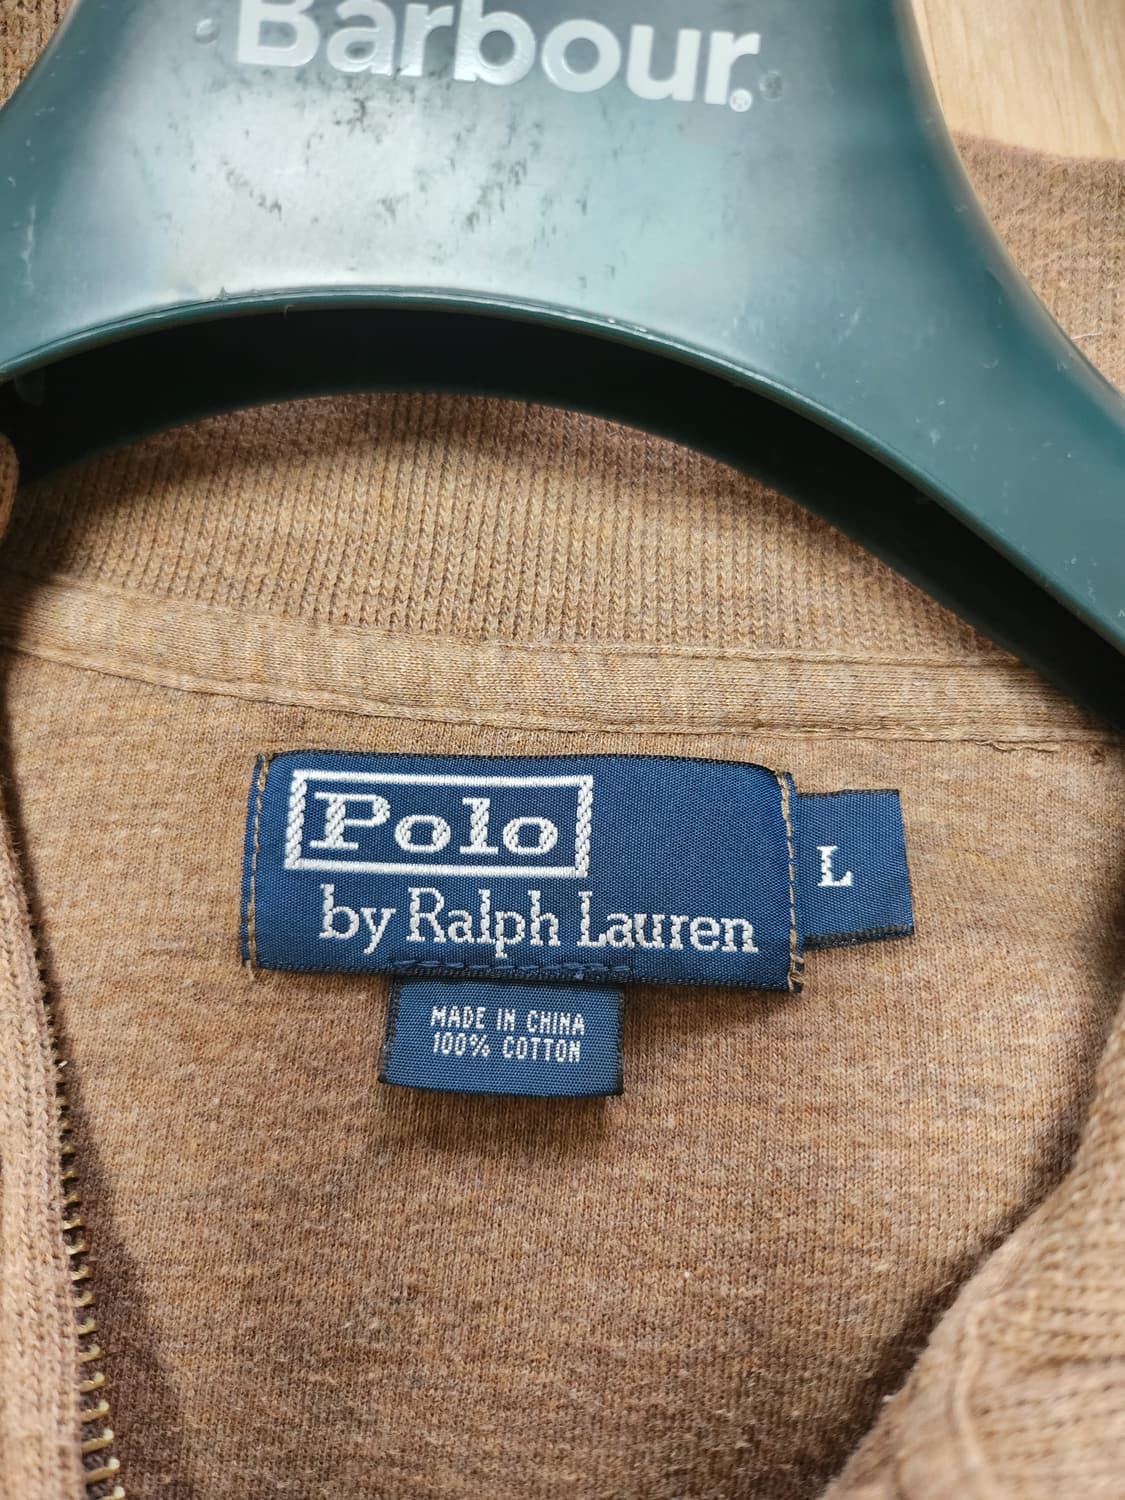 Barbour.
Polo
by Ralph Lauren
L
MADE IN CHINA
100% COTTON